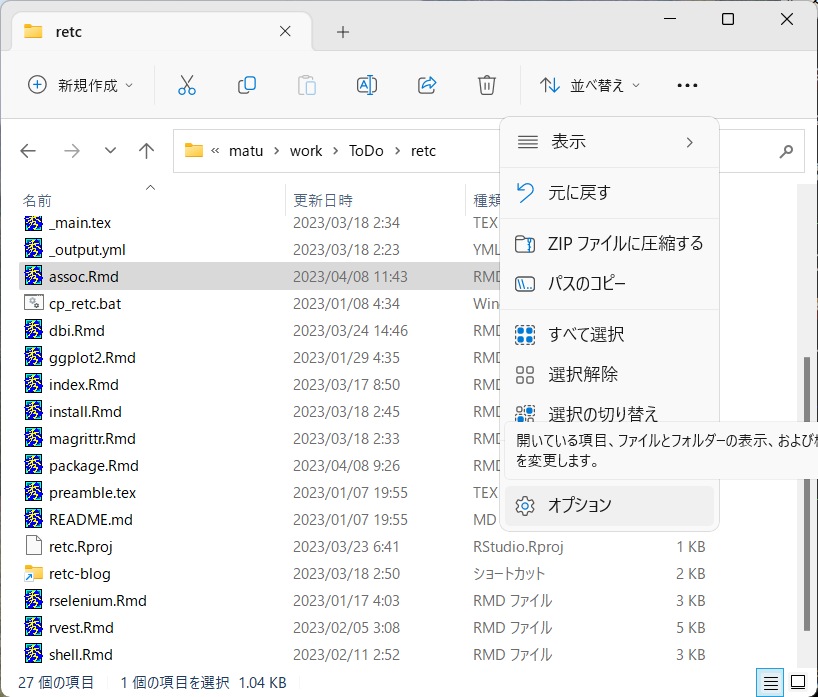 retc
新規作成
並べ替え
« matu > work > ToDo > retc
名前 更新日時 種類
_main.tex 2023/03/18 2:34 TEX
_output.yml 2023/03/18 2:23 YML
assoc.Rmd 2023/04/08 11:43 RMD
cp_retc.bat 2023/01/08 4:34 Win
dbi.Rmd 2023/03/24 14:46 RMD
ggplot2.Rmd 2023/01/29 4:35 RMD
index.Rmd 2023/03/17 8:50 RMD
install.Rmd 2023/03/18 2:45 RMD
magrittr.Rmd 2023/03/18 2:33 RMD
package.Rmd 2023/04/08 9:26 RMD
preamble.tex 2023/01/07 19:55 TEX
README.md 2023/01/07 19:55 MD
retc.Rproj 2023/03/23 6:41 RStudio.Rproj 1 KB
retc-blog 2023/03/18 2:50 ショートカット 2 KB
rselenium.Rmd 2023/01/17 4:03 RMD ファイル 3 KB
rvest.Rmd 2023/02/05 3:08 RMD ファイル 5 KB
shell.Rmd 2023/02/11 2:52 RMD ファイル 3 KB
表示
元に戻す
ZIP ファイルに圧縮する
パスのコピー
すべて選択
選択解除
選択の切り替え
開いている項目、ファイルとフォルダーの表示、および
を変更します。
オプション
27 個の項目 1 個の項目を選択 1.04 KB